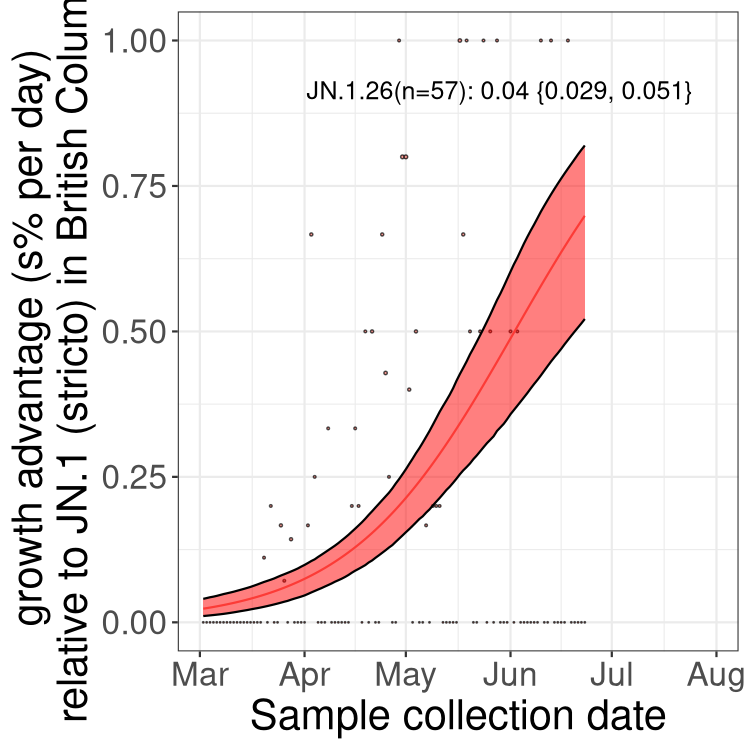 growth advantage (s% per day)
relative to JN.1 (stricto) in British Colum
1.00
0.75
0.50
0.25
0.00
JN.1.26(n=57): 0.04 {0.029, 0.051}
Mar Apr May Jun Jul Aug
Sample collection date